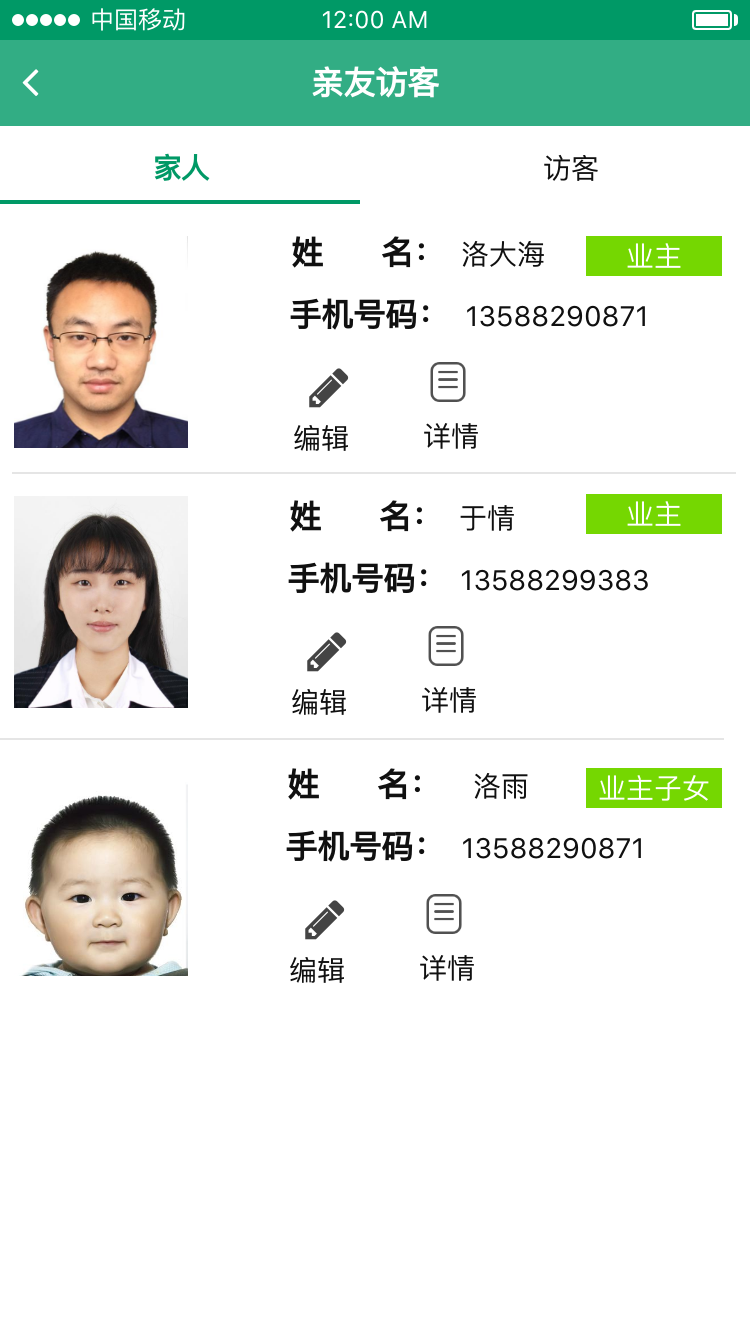 中国移动 12:00 AM
亲友访客
家人 访客
姓 名： 洛大海 业主
手机号码： 13588290871
编辑 详情
姓 名： 于情 业主
手机号码： 13588299383
编辑 详情
姓 名： 洛雨 业主子女
手机号码： 13588290871
编辑 详情